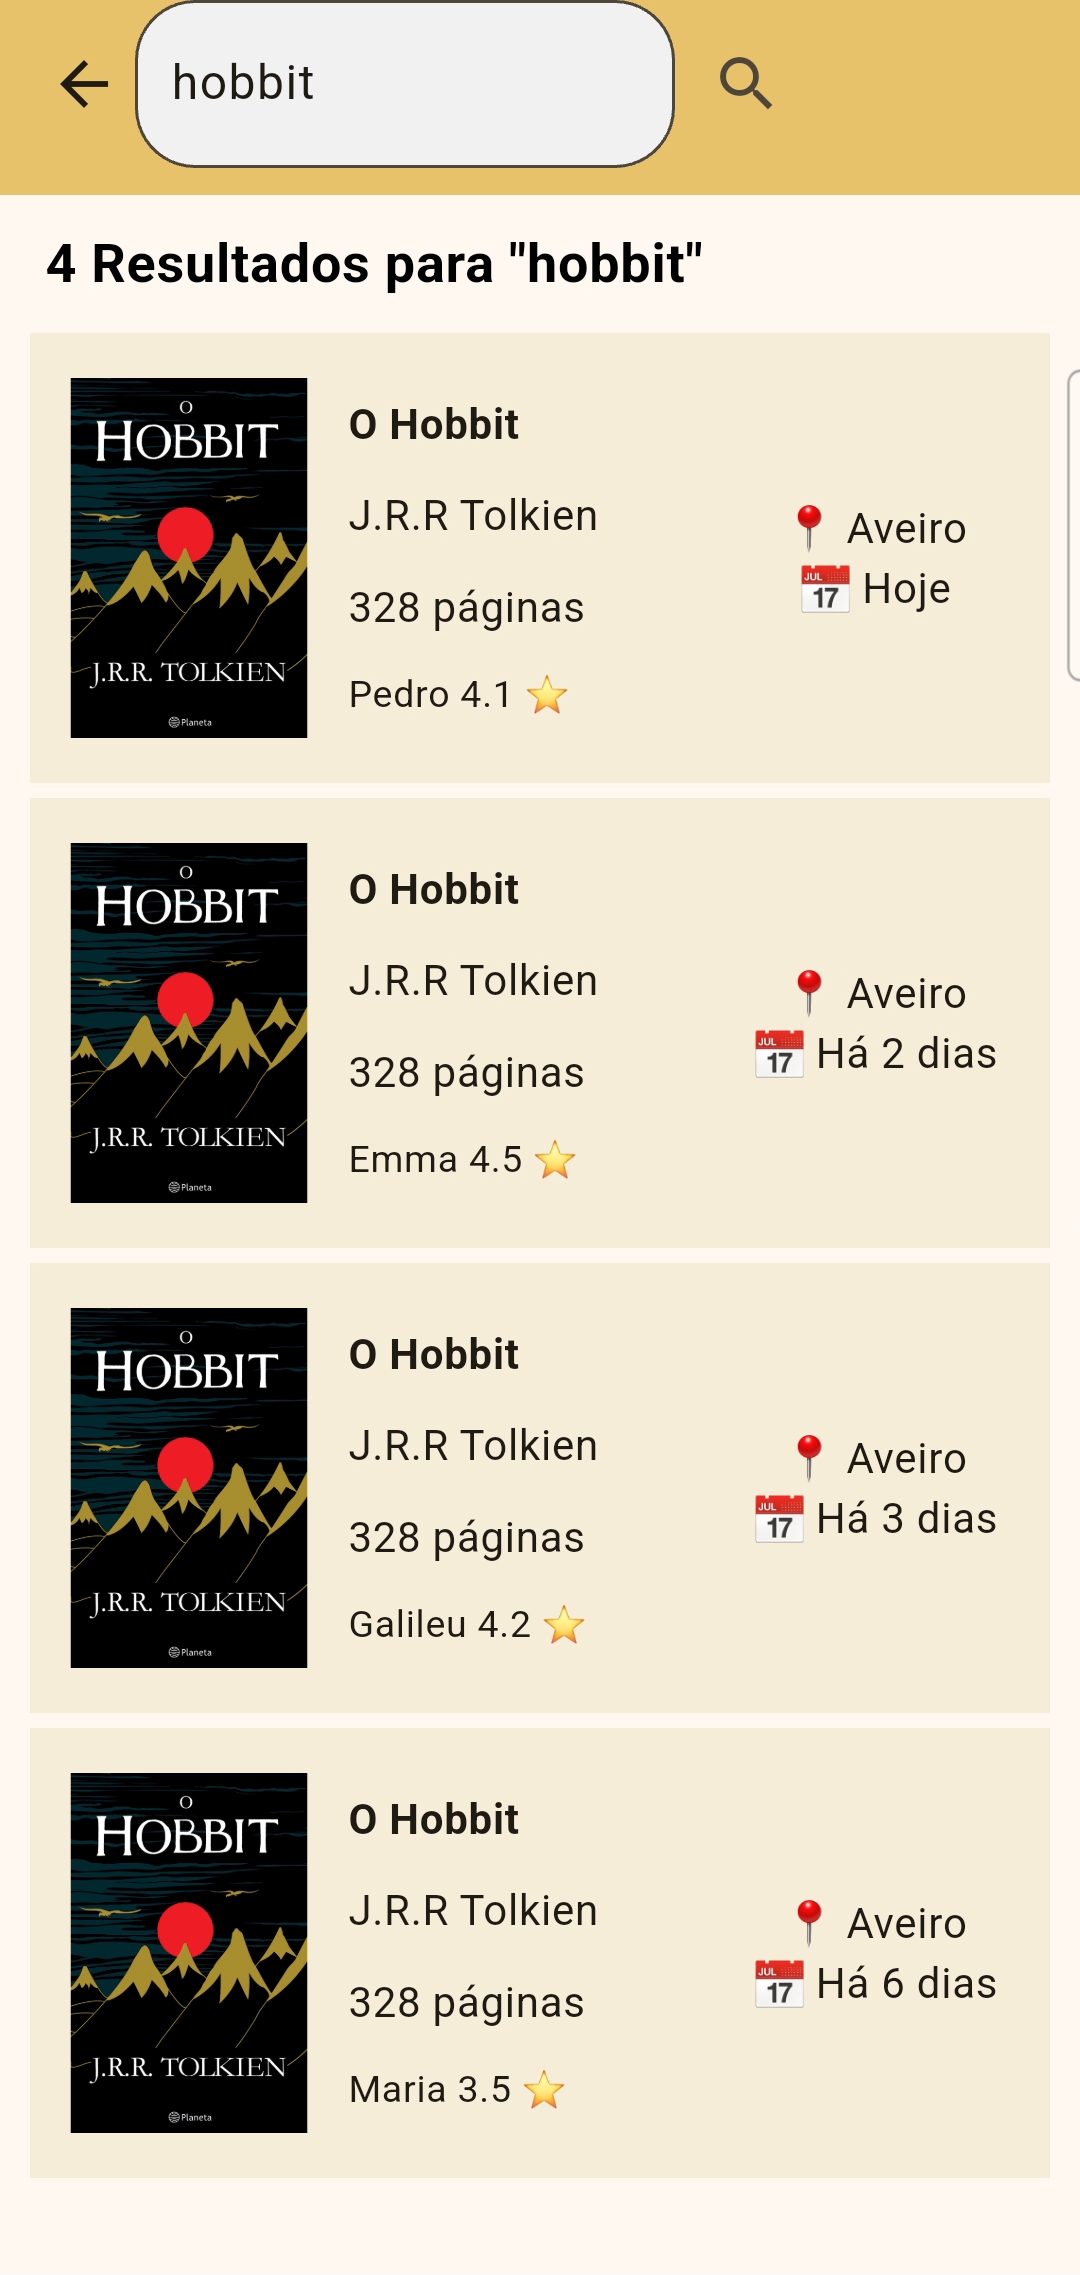 hobbit
4 Resultados para "hobbit"
O
HOBBIT
J.R.R. TOLKIEN
Planeta
O Hobbit
J.R.R Tolkien
328 páginas
Pedro 4.1 ⭐
📍 Aveiro
📅 Hoje
O
HOBBIT
J.R.R. TOLKIEN
Planeta
O Hobbit
J.R.R Tolkien
328 páginas
Emma 4.5 ⭐
📍 Aveiro
📅 Há 2 dias
O
HOBBIT
J.R.R. TOLKIEN
Planeta
O Hobbit
J.R.R Tolkien
328 páginas
Galileu 4.2 ⭐
📍 Aveiro
📅 Há 3 dias
O
HOBBIT
J.R.R. TOLKIEN
Planeta
O Hobbit
J.R.R Tolkien
328 páginas
Maria 3.5 ⭐
📍 Aveiro
📅 Há 6 dias